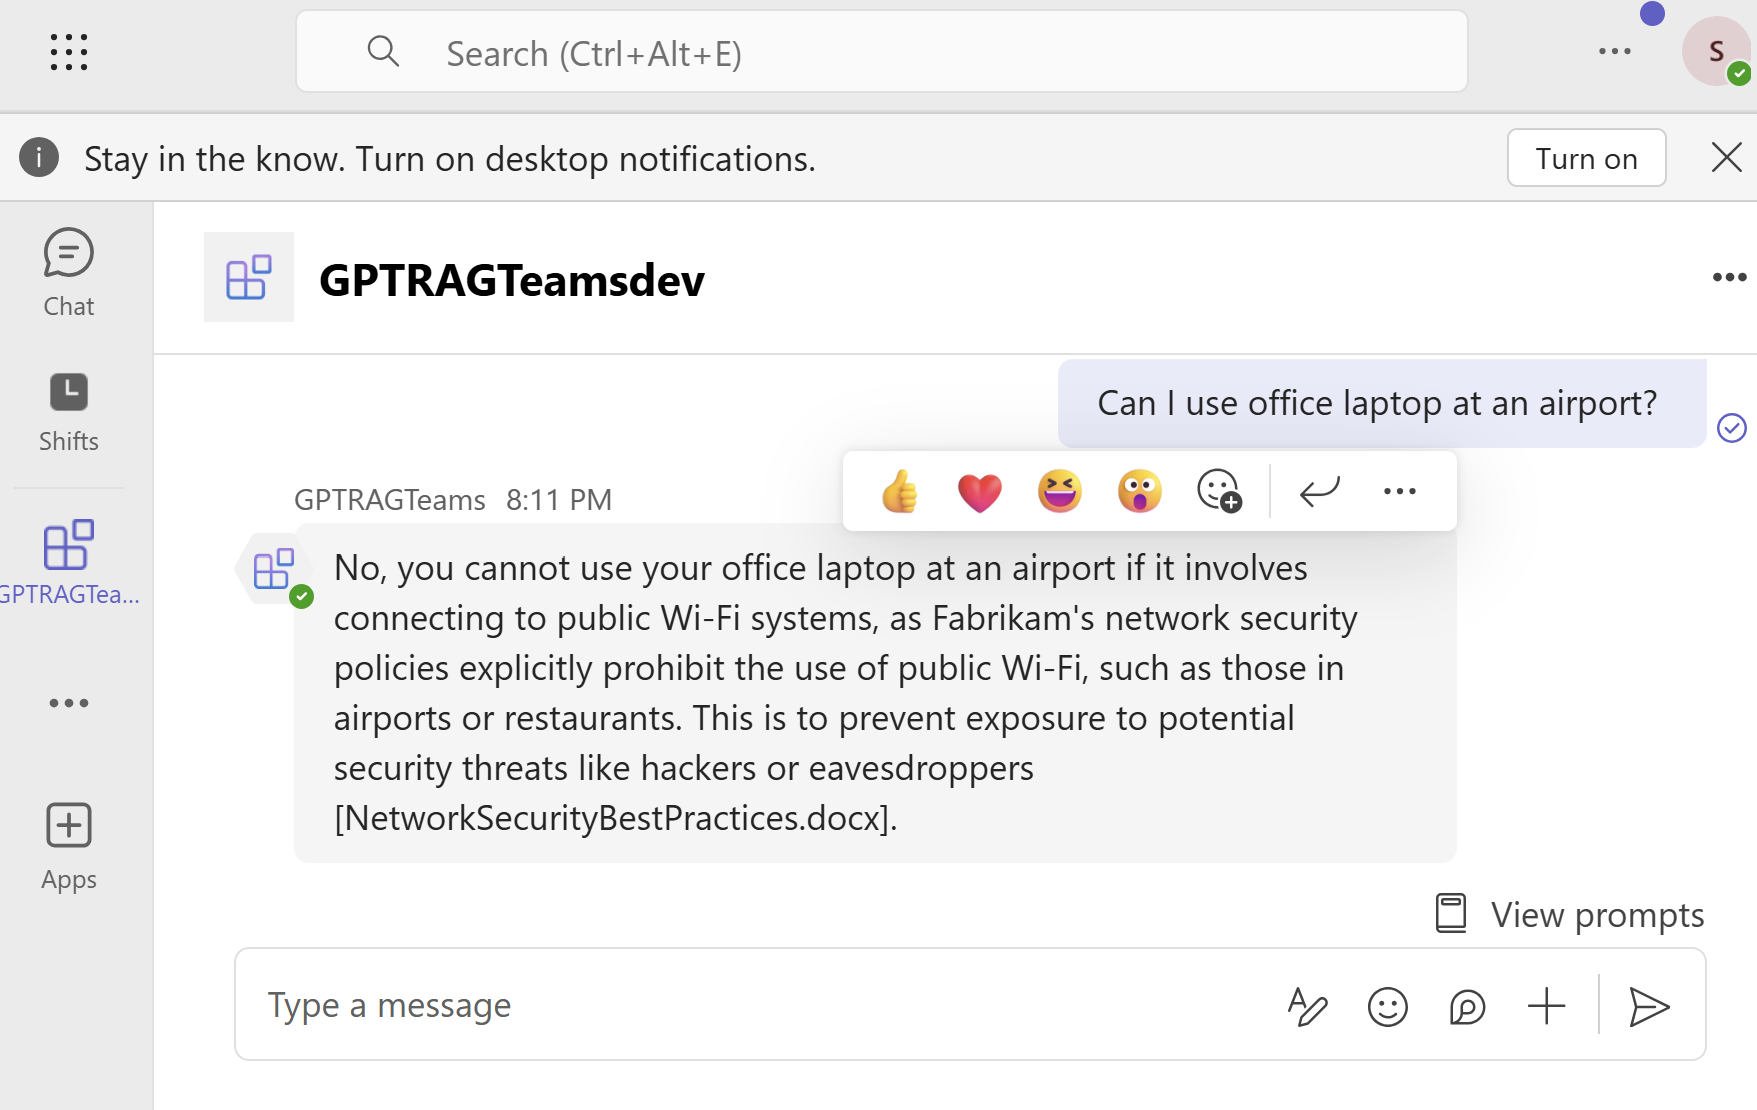 Search (Ctrl+Alt+E)
S
Stay in the know. Turn on desktop notifications.
Turn on
Chat
Shifts
GPTRAGTea...
Apps
GPTRAGTeamsdev
Can I use office laptop at an airport?
GPTRAGTeams 8:11 PM
No, you cannot use your office laptop at an airport if it involves
connecting to public Wi-Fi systems, as Fabrikam's network security
policies explicitly prohibit the use of public Wi-Fi, such as those in
airports or restaurants. This is to prevent exposure to potential
security threats like hackers or eavesdroppers
[NetworkSecurityBestPractices.docx].
View prompts
Type a message